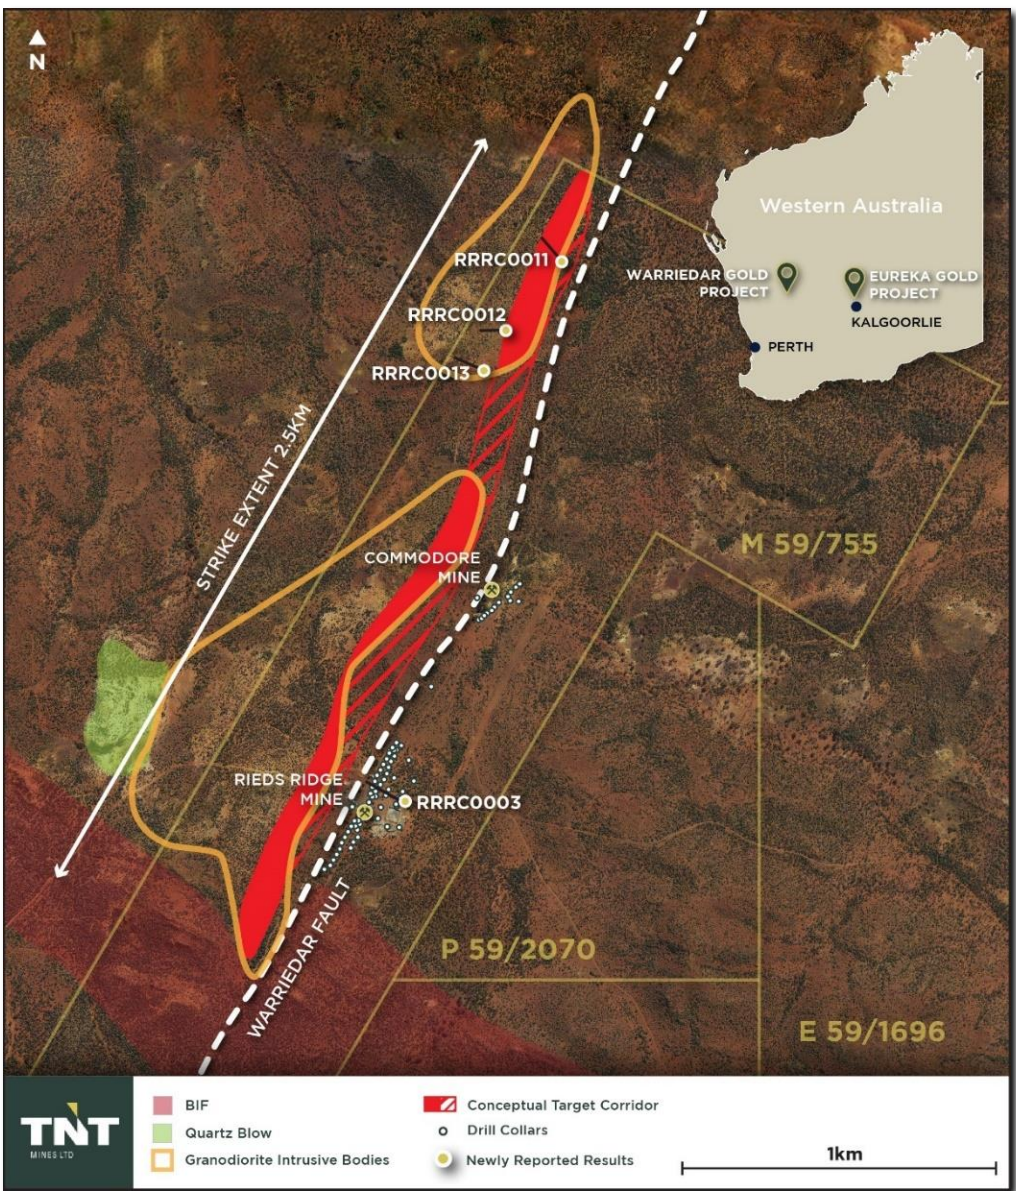 N
Western Australia
WARRIEDAR GOLD
PROJECT
EUREKA GOLD
PROJECT
KALGOORLIE
PERTH
RRRC0011
RRRC0012
RRRC0013
STRIKE EXTENT 2.5KM
COMMODORE
MINE
M 59/755
RIEDS RIDGE
MINE
RRRC0003
WARRIEDAR FAULT
P 59/2070
E 59/1696
TNT
MINES LTD
BIF
Quartz Blow
Granodiorite Intrusive Bodies
Conceptual Target Corridor
Drill Collars
Newly Reported Results
1km